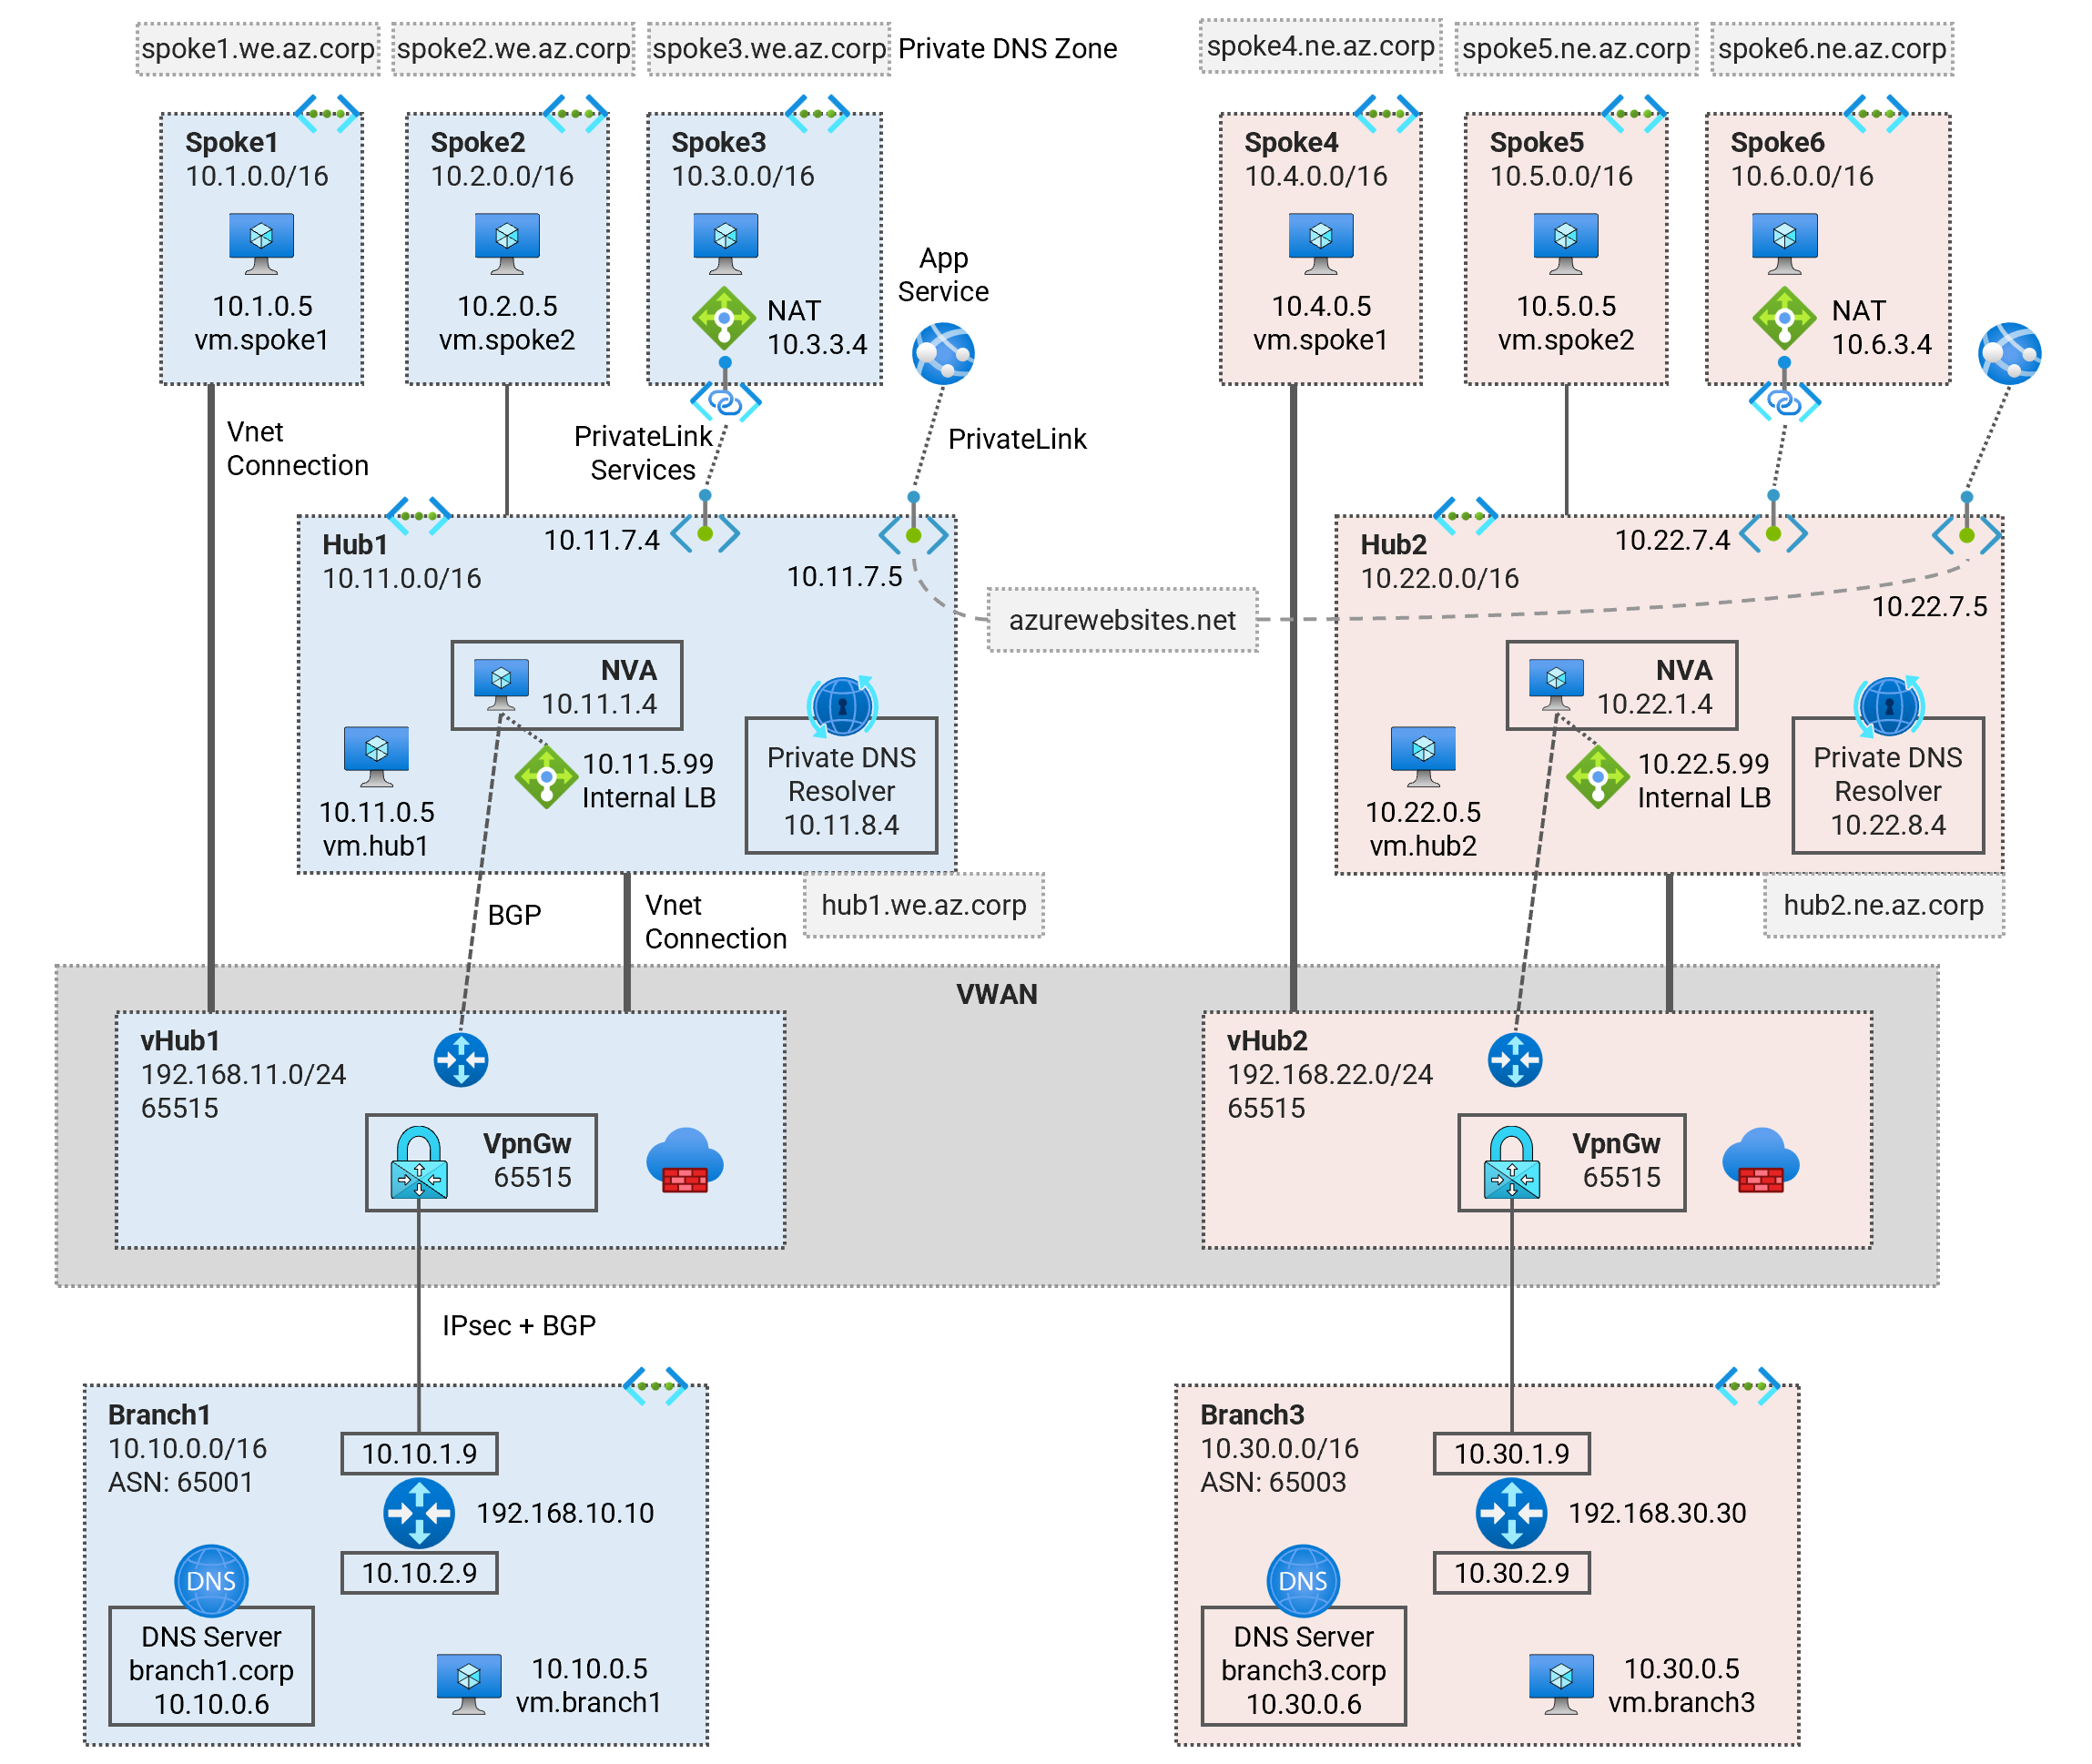 spoke1.we.az.corp
spoke2.we.az.corp
spoke3.we.az.corp
Private DNS Zone
spoke4.ne.az.corp
spoke5.ne.az.corp
spoke6.ne.az.corp
Spoke1
10.1.0.0/16
10.1.0.5
vm.spoke1
Spoke2
10.2.0.0/16
10.2.0.5
vm.spoke2
Spoke3
10.3.0.0/16
NAT
10.3.3.4
App
Service
Spoke4
10.4.0.0/16
10.4.0.5
vm.spoke1
Spoke5
10.5.0.0/16
10.5.0.5
vm.spoke2
Spoke6
10.6.0.0/16
NAT
10.6.3.4
Vnet
Connection
PrivateLink
Services
PrivateLink
Hub1
10.11.0.0/16
10.11.7.4
10.11.7.5
azurewebsites.net
NVA
10.11.1.4
10.11.5.99
Internal LB
10.11.0.5
vm.hub1
Private DNS
Resolver
10.11.8.4
hub1.we.az.corp
Hub2
10.22.0.0/16
10.22.7.4
10.22.7.5
NVA
10.22.1.4
10.22.5.99
Internal LB
10.22.0.5
vm.hub2
Private DNS
Resolver
10.22.8.4
hub2.ne.az.corp
BGP
Vnet
Connection
VWAN
vHub1
192.168.11.0/24
65515
VpnGw
65515
vHub2
192.168.22.0/24
65515
VpnGw
65515
IPsec + BGP
Branch1
10.10.0.0/16
ASN: 65001
10.10.1.9
192.168.10.10
10.10.2.9
DNS
DNS Server
branch1.corp
10.10.0.6
10.10.0.5
vm.branch1
Branch3
10.30.0.0/16
ASN: 65003
10.30.1.9
192.168.30.30
10.30.2.9
DNS
DNS Server
branch3.corp
10.30.0.6
10.30.0.5
vm.branch3